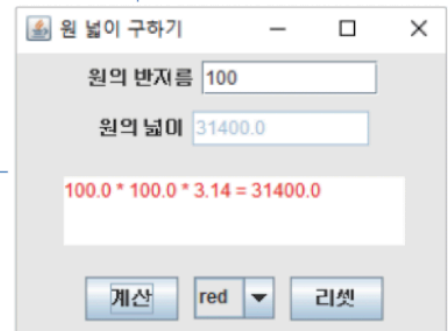 원 넓이 구하기
원의 반지름 100
원의 넓이 31400.0
100.0 * 100.0 * 3.14 = 31400.0
계산 red 리셋